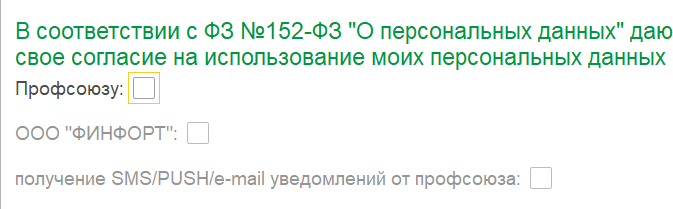 В соответствии с ФЗ №152-ФЗ "О персональных данных" даю
свое согласие на использование моих персональных данных
Профсоюзу:
ООО "ФИНФОРТ":
получение SMS/PUSH/e-mail уведомлений от профсоюза: